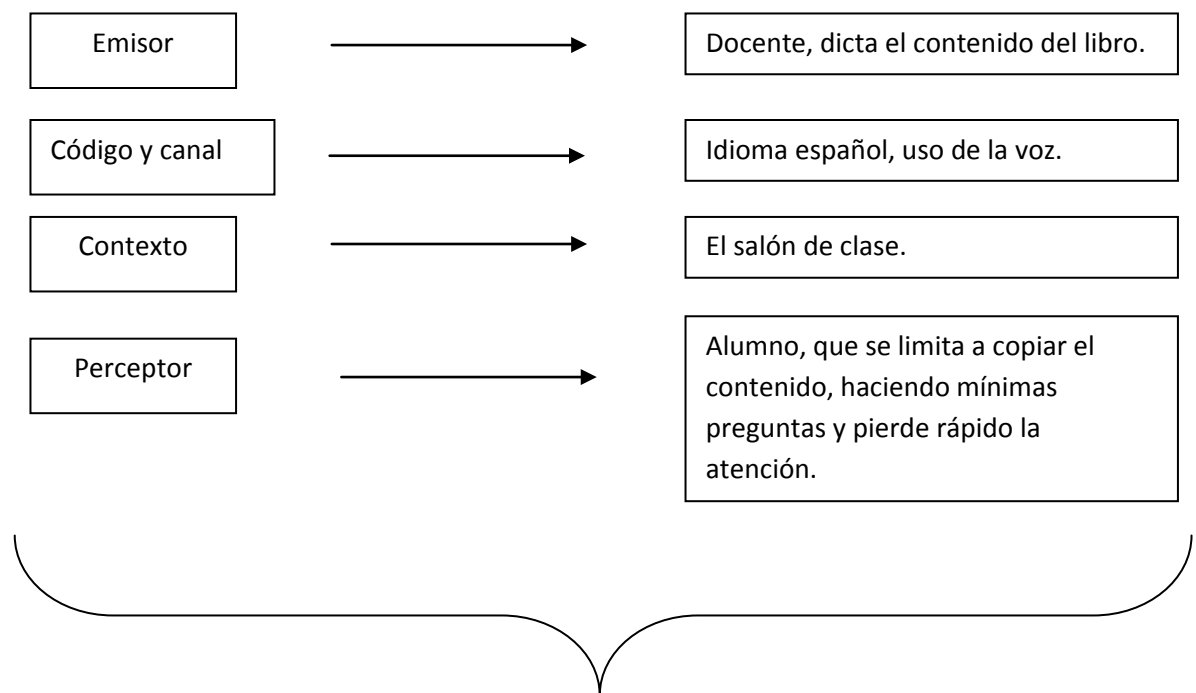 Emisor
Docente, dicta el contenido del libro.
Código y canal
Idioma español, uso de la voz.
Contexto
El salón de clase.
Perceptor
Alumno, que se limita a copiar el
contenido, haciendo mínimas
preguntas y pierde rápido la
atención.